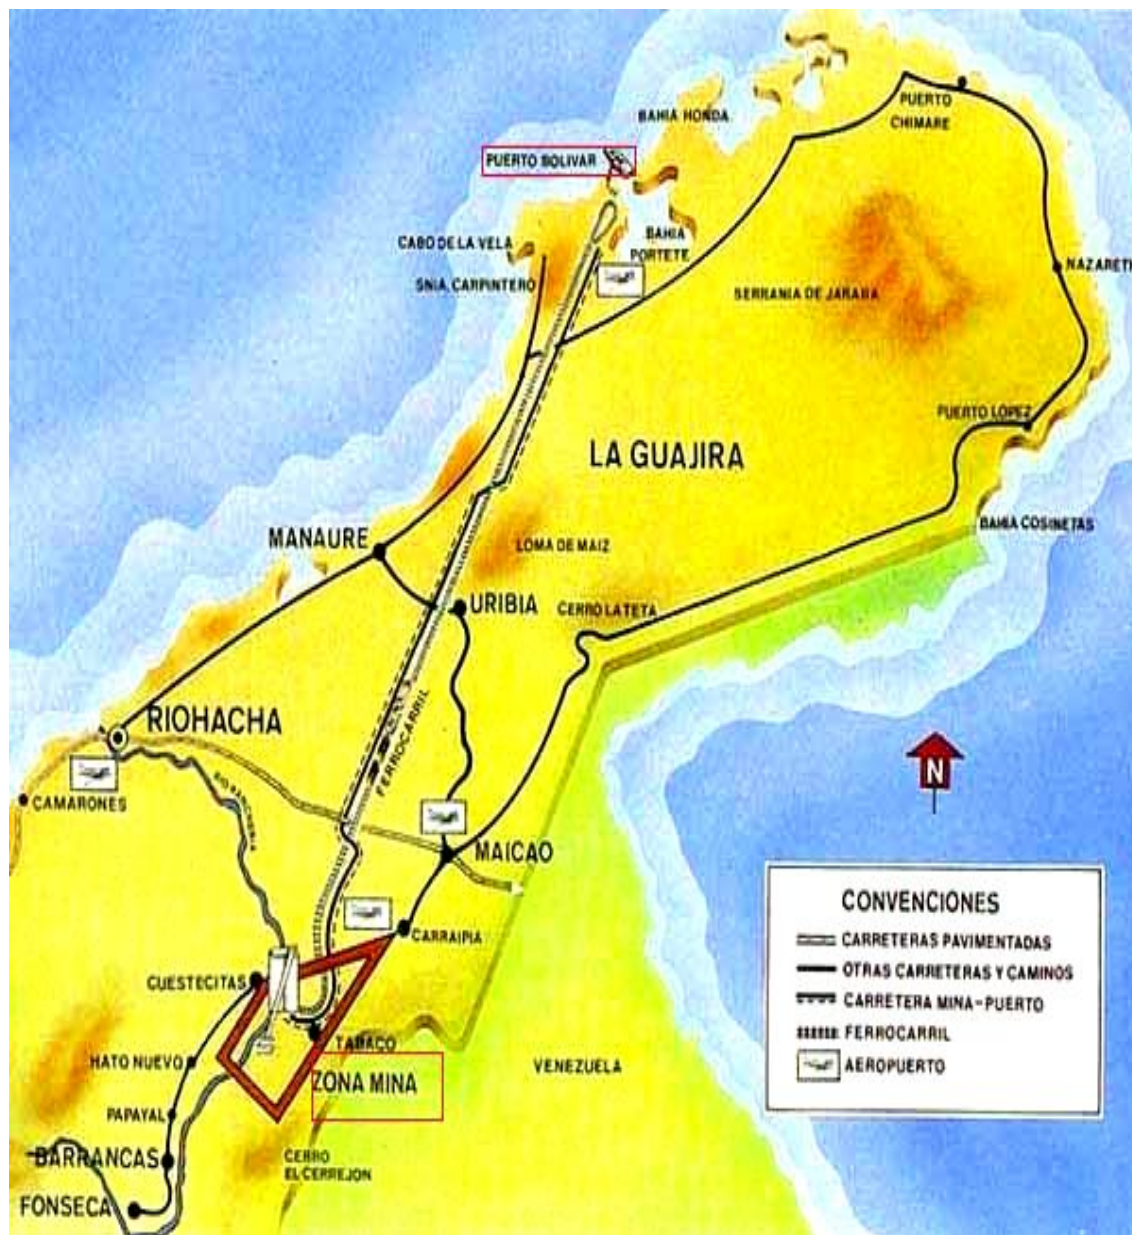 BAHIA HONDA
PUERTO
CHIMARE
PUERTO BOLIVAR
CABO DE LA VELA
BAHIA
PORTETE
SNIA. CARPINTERO
NAZARETH
SERRANIA DE JARARA
PUERTO LÓPEZ
LA GUAJIRA
BAHIA COSINETAS
MANAURE
LOMA DE MAIZ
URIBIA
CERRO LA TETA
RIOHACHA
FERROCARRIL
CAMARONES
RIO RANCHERIA
N
MAICAO
CARRAIPIA
CUESTECITAS
TABACO
HATO NUEVO
ZONA MINA
VENEZUELA
PAPAYAL
BARRANCAS
CERRO
EL CERREJON
FONSECA
CONVENCIONES
CARRETERAS PAVIMENTADAS
OTRAS CARRETERAS Y CAMINOS
CARRETERA MINA-PUERTO
FERROCARRIL
AEROPUERTO